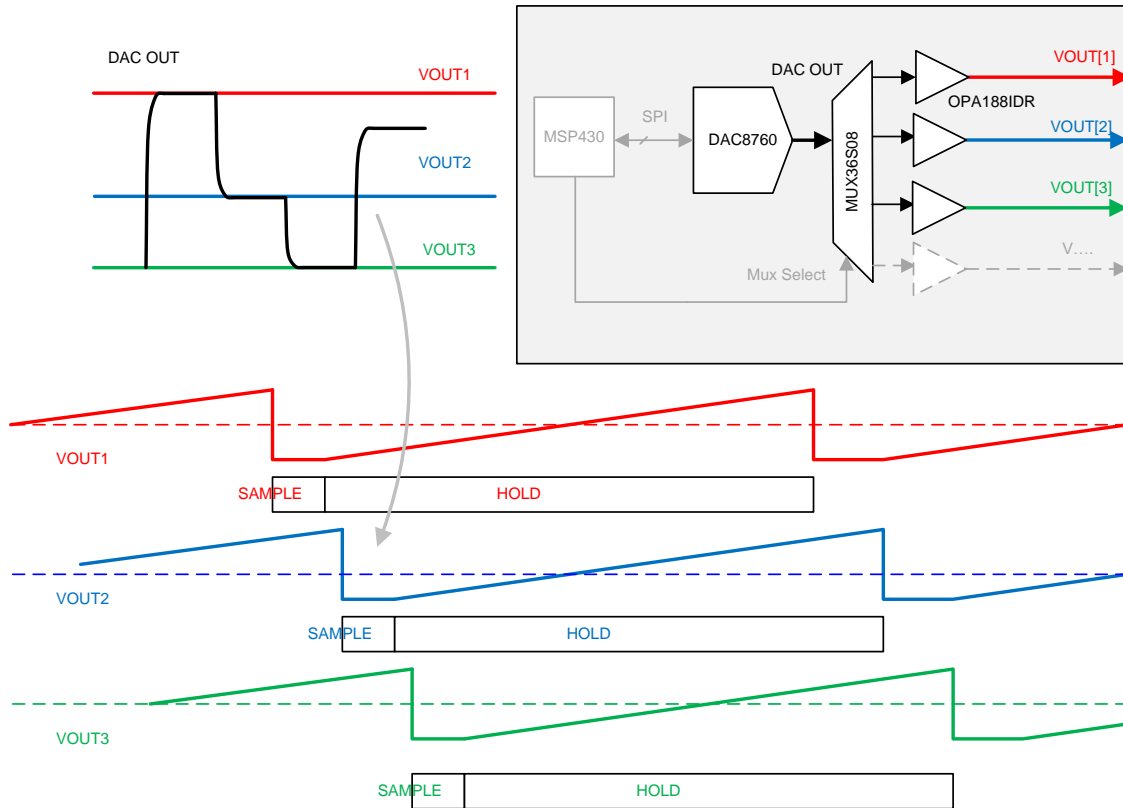 DAC OUT
VOUT1
VOUT2
VOUT3
MSP430
SPI
DAC8760
DAC OUT
MUX36S08
Mux Select
OPA188IDR
VOUT[1]
VOUT[2]
VOUT[3]
V....
VOUT1
SAMPLE
HOLD
VOUT2
SAMPLE
HOLD
VOUT3
SAMPLE
HOLD